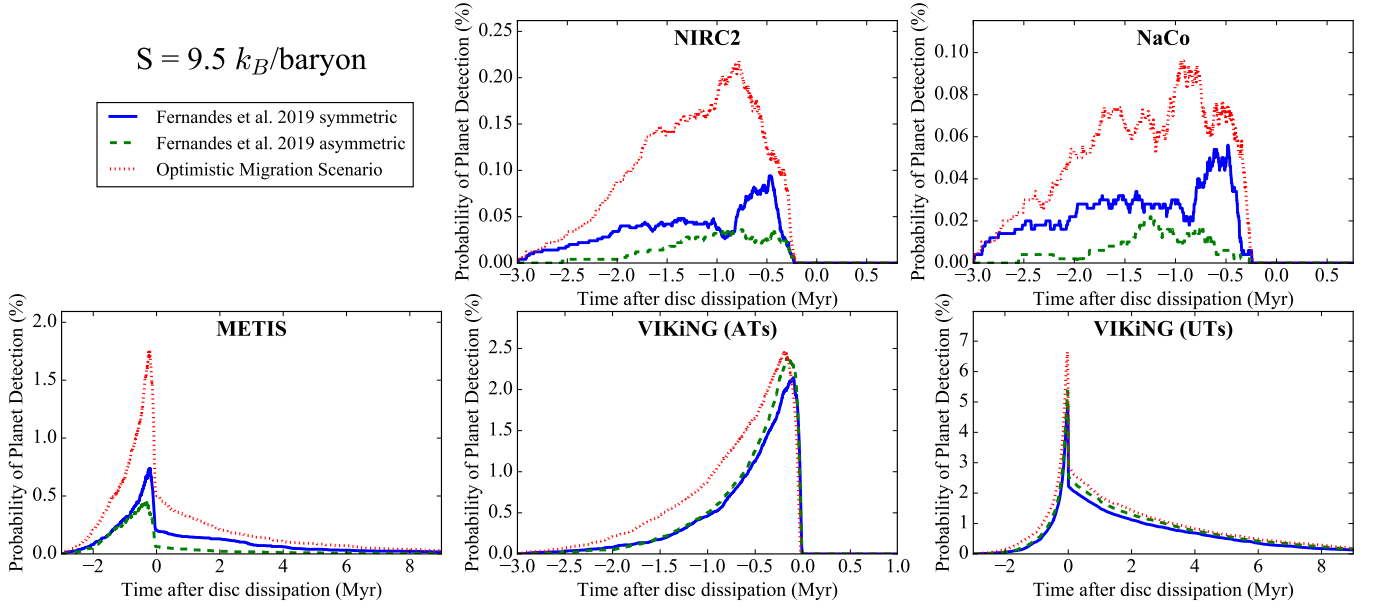 S = 9.5 k_B/baryon
Fernandes et al. 2019 symmetric
Fernandes et al. 2019 asymmetric
Optimistic Migration Scenario
NIRC2
Probability of Planet Detection (%)
0.25
0.20
0.15
0.10
0.05
0.00
−3.0 −2.5 −2.0 −1.5 −1.0 −0.5 0.0 0.5
Time after disc dissipation (Myr)
NaCo
Probability of Planet Detection (%)
0.10
0.08
0.06
0.04
0.02
0.00
−3.0 −2.5 −2.0 −1.5 −1.0 −0.5 0.0 0.5
Time after disc dissipation (Myr)
METIS
Probability of Planet Detection (%)
2.0
1.5
1.0
0.5
0.0
−2 0 2 4 6 8
Time after disc dissipation (Myr)
VIKiNG (ATs)
Probability of Planet Detection (%)
2.5
2.0
1.5
1.0
0.5
0.0
−3.0 −2.5 −2.0 −1.5 −1.0 −0.5 0.0 0.5 1.0
Time after disc dissipation (Myr)
VIKiNG (UTs)
Probability of Planet Detection (%)
7
6
5
4
3
2
1
0
−2 0 2 4 6 8
Time after disc dissipation (Myr)